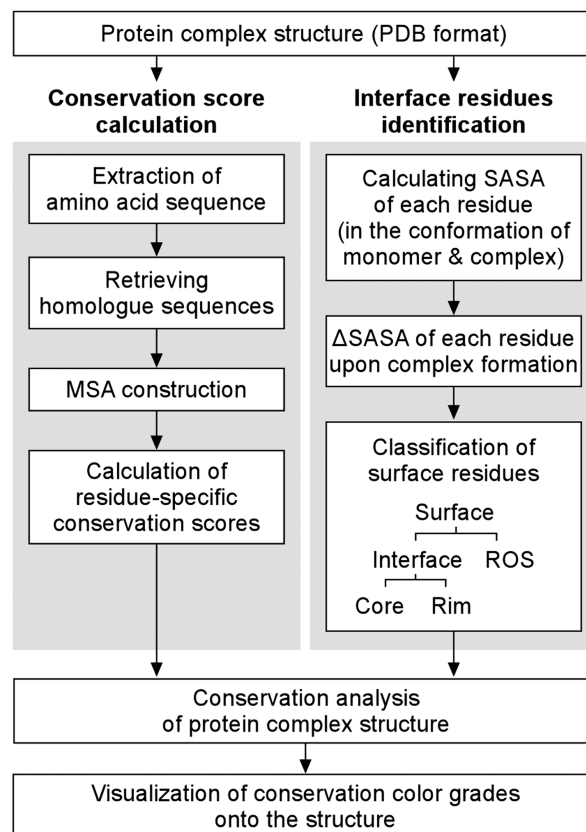 Protein complex structure (PDB format)
Conservation score
calculation
Extraction of
amino acid sequence
Retrieving
homologue sequences
MSA construction
Calculation of
residue-specific
conservation scores
Interface residues
identification
Calculating SASA
of each residue
(in the conformation of
monomer & complex)
ΔSASA of each residue
upon complex formation
Classification of
surface residues
Surface
Interface ROS
Core Rim
Conservation analysis
of protein complex structure
Visualization of conservation color grades
onto the structure